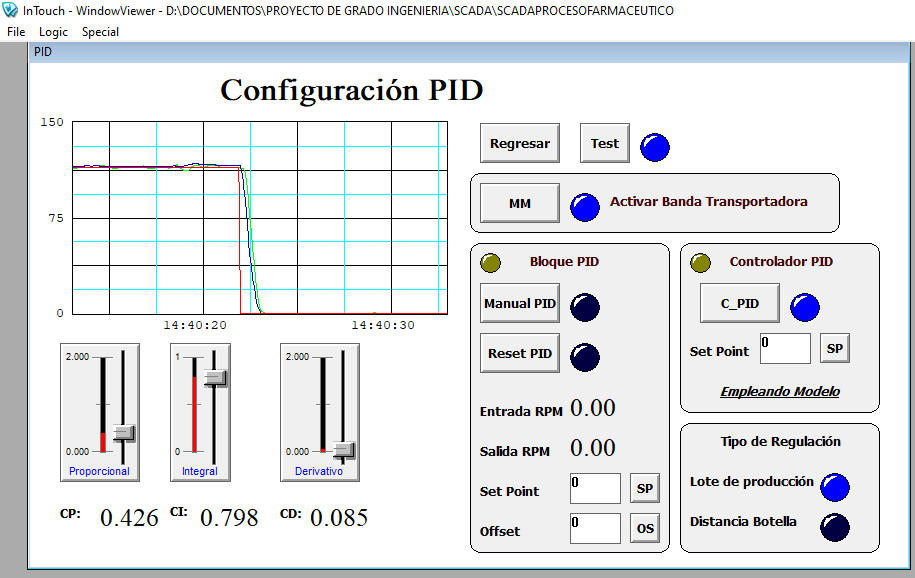 InTouch - WindowViewer - D:\DOCUMENTOS\PROYECTO DE GRADO INGENIERIA\SCADA\SCADAPROCESOFARMACEUTICO
File Logic Special
PID
Configuración PID
150
75
0
14:40:20 14:40:30
Regresar Test
MM Activar Banda Transportadora
Bloque PID
Manual PID
Reset PID
Entrada RPM 0.00
Salida RPM 0.00
Set Point 0 SP
Offset 0 OS
Controlador PID
C_PID
Set Point 0 SP
Empleando Modelo
Tipo de Regulación
Lote de producción
Distancia Botella
2.000
0.000
Proporcional
1
0
Integral
2.000
0.000
Derivativo
CP: 0.426 CI: 0.798 CD: 0.085